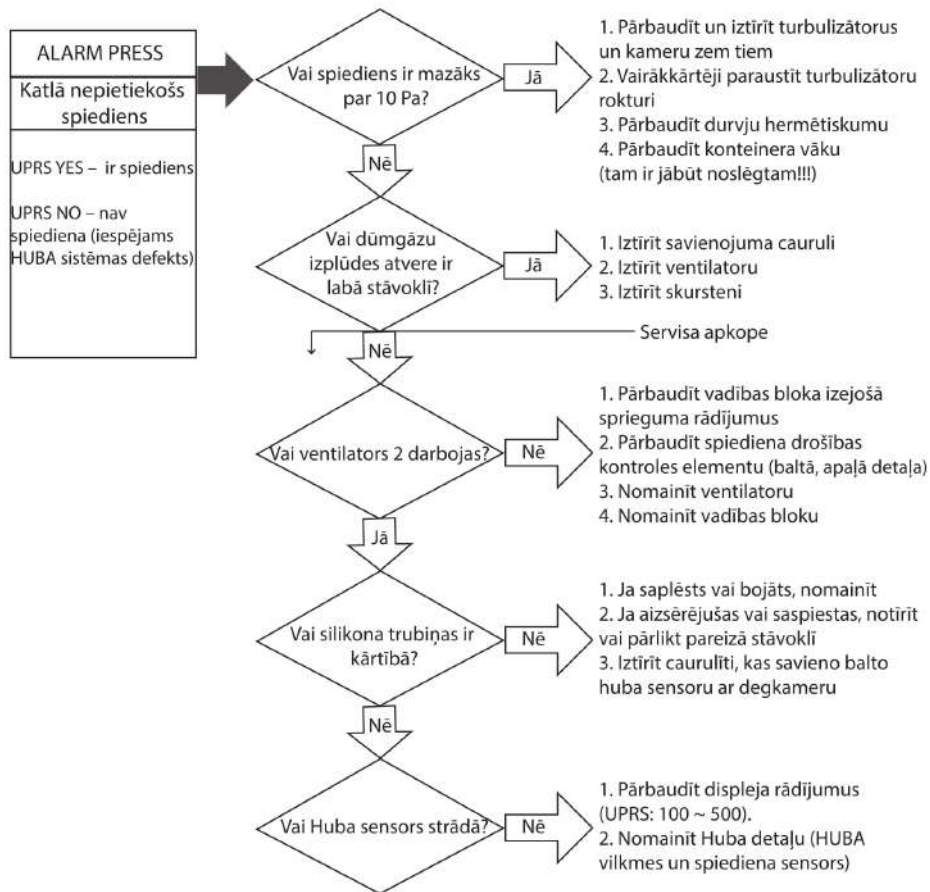 ALARM PRESS
Katlā nepietiekošs
spiediens
UPRS YES – ir spiediens
UPRS NO – nav
spiediena (iespējams
HUBA sistēmas defekts)
Vai spiediens ir mazāks
par 10 Pa?
Jā
1. Pārbaudīt un iztīrīt turbulizātorus
un kameru zem tiem
2. Vairākkārtēji paraustīt turbulizātoru
rokturi
3. Pārbaudīt durvju hermētiskumu
4. Pārbaudīt konteinera vāku
(tam ir jābūt noslēgtam!!!)
Nē
Vai dūmgāzu
izplūdes atvere ir
labā stāvoklī?
Jā
1. Iztīrīt savienojuma cauruli
2. Iztīrīt ventilatoru
3. Iztīrīt skursteni
Servisa apkope
Nē
Vai ventilators 2 darbojas?
Nē
1. Pārbaudīt vadības bloka izejošā
sprieguma rādījumus
2. Pārbaudīt spiediena drošības
kontroles elementu (baltā, apaļā detaļa)
3. Nomainīt ventilatoru
4. Nomainīt vadības bloku
Jā
Vai silikona trubiņas ir
kārtībā?
Nē
1. Ja saplēsts vai bojāts, nomainīt
2. Ja aizsērējušas vai saspiestas, notīrīt
vai pārlikt pareizā stāvoklī
3. Iztīrīt caurulīti, kas savieno balto
huba sensoru ar degkameru
Nē
Vai Huba sensors strādā?
Nē
1. Pārbaudīt displeja rādījumus
(UPRS: 100 ~ 500).
2. Nomainīt Huba detaļu (HUBA
vilkmes un spiediena sensors)